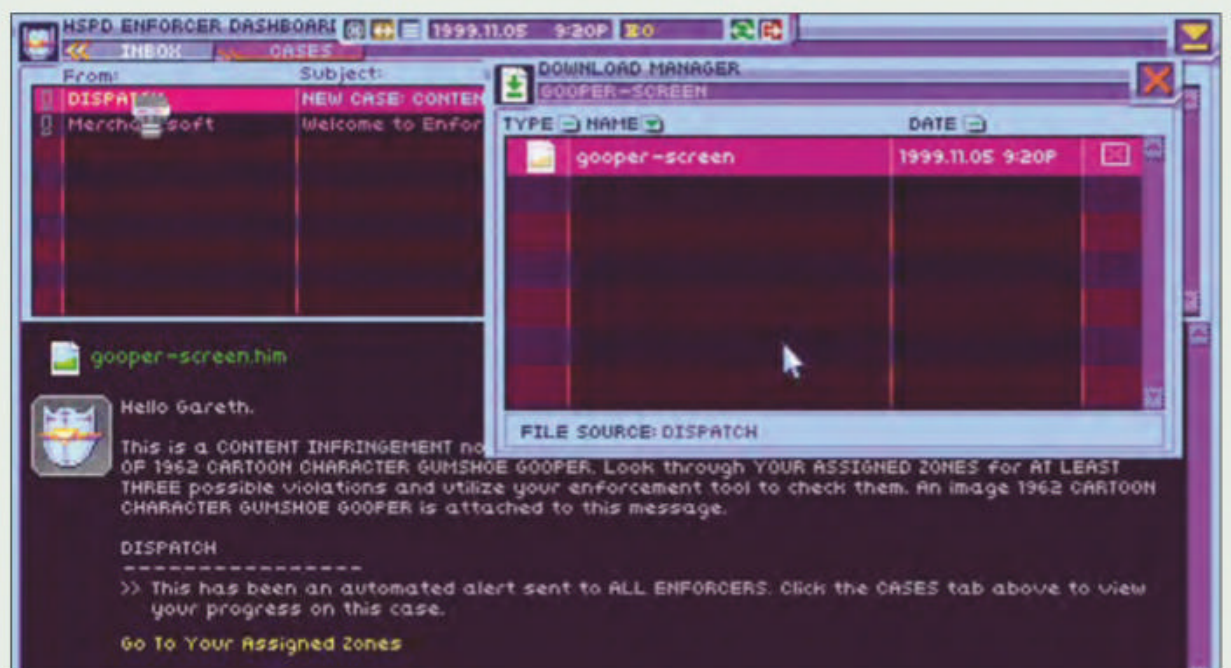 HSPD ENFORCER DASHBOARD 1999.11.05 9:20P 0
INBOX CASES
From: Subject:
DISPATCH NEW CASE: CONTEN
Merch soft Welcome to Enfor
DOWNLOAD MANAGER
GOOPER-SCREEN
TYPE NAME DATE
gooper-screen 1999.11.05 9:20P
FILE SOURCE: DISPATCH
gooper-screen.him
Hello Gareth.
This is a CONTENT INFRINGEMENT no
OF 1962 CARTOON CHARACTER GUMSHOE GOOPER. Look through YOUR ASSIGNED ZONES for AT LEAST
THREE possible violations and utilize your enforcement tool to check them. An image 1962 CARTOON
CHARACTER GUMSHOE GOOPER is attached to this message.
DISPATCH
-----------------
>> This has been an automated alert sent to ALL ENFORCERS. Click the CASES tab above to view
your progress on this case.
Go To Your Assigned Zones